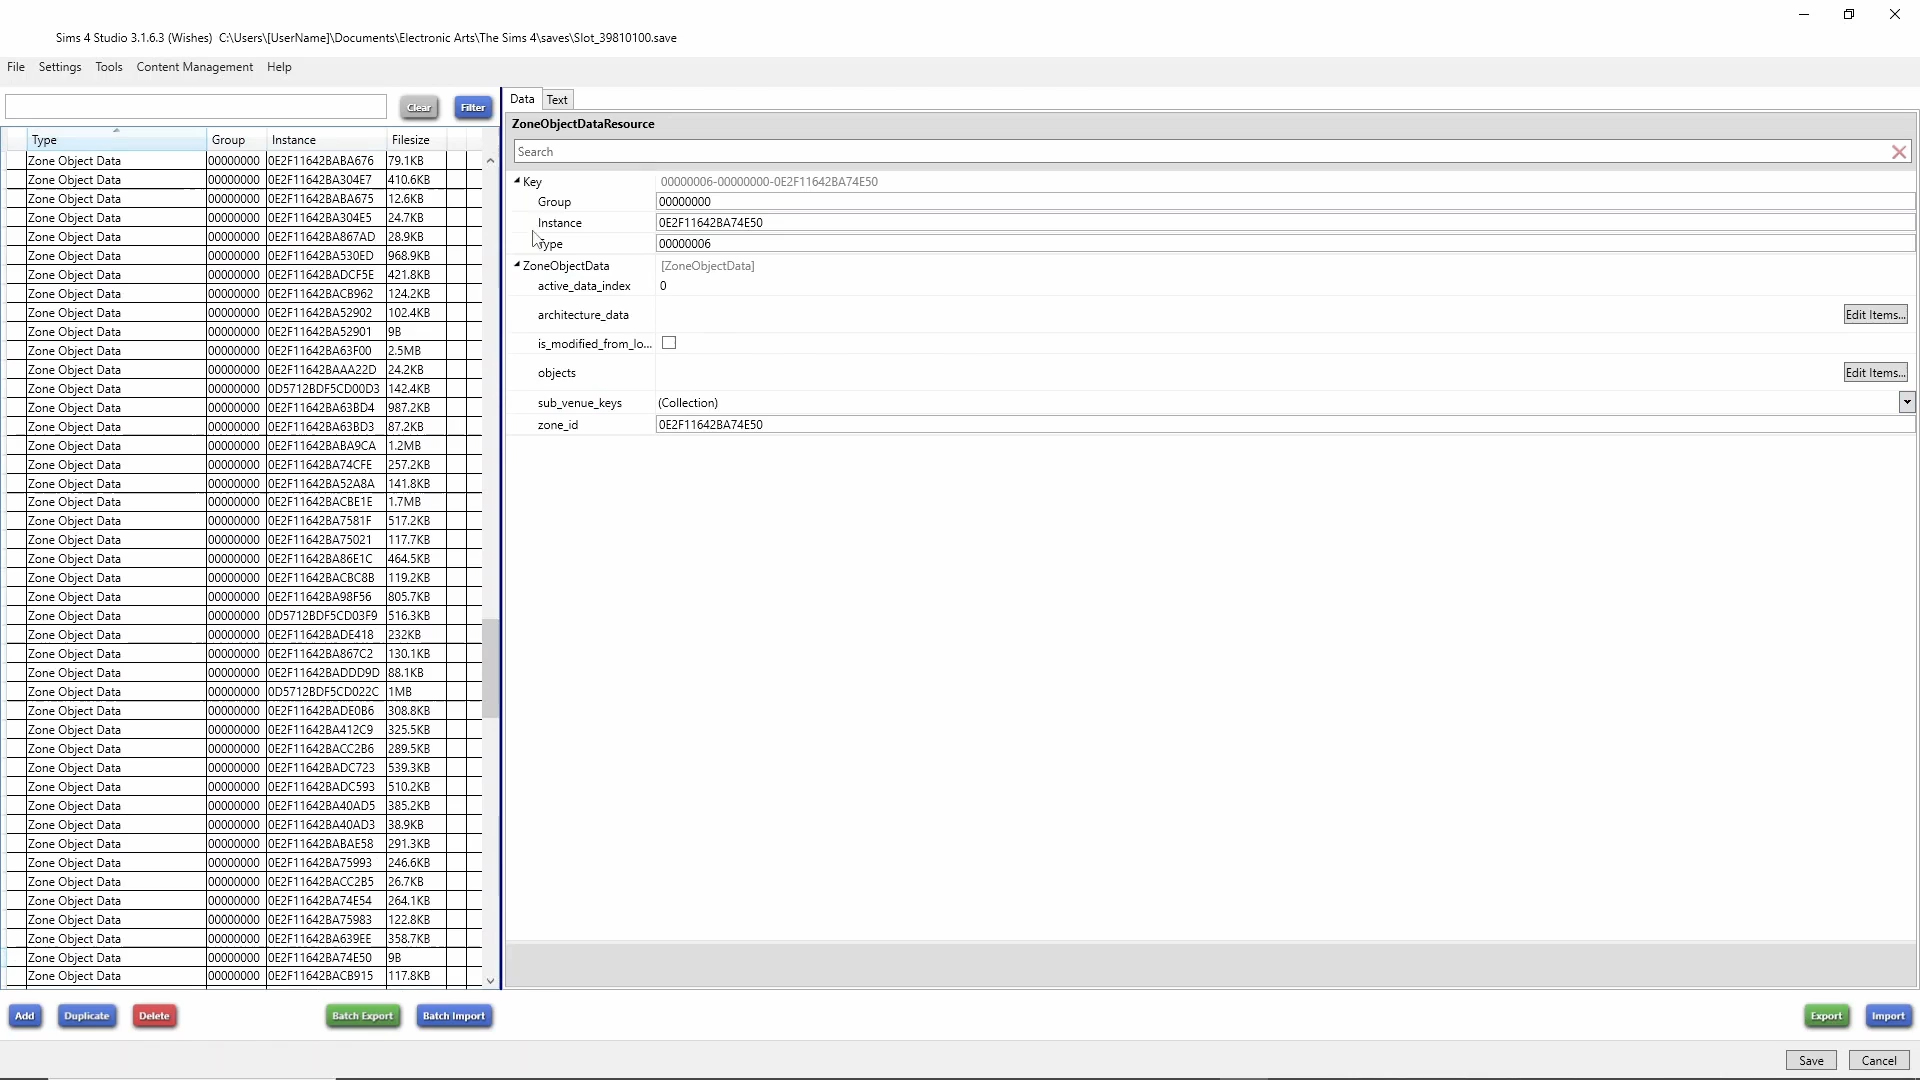 Sims 4 Studio 3.1.6.3 (Wishes) C:\Users\[UserName]\Documents\Electronic Arts\The Sims 4\saves\Slot_39810100.save
File Settings Tools Content Management Help
Clear Filter
Type Group Instance Filesize
Zone Object Data 00000000 0E2F11642BABA676 79.1KB
Zone Object Data 00000000 0E2F11642BA304E7 410.6KB
Zone Object Data 00000000 0E2F11642BABA675 12.6KB
Zone Object Data 00000000 0E2F11642BA304E5 24.7KB
Zone Object Data 00000000 0E2F11642BA867AD 28.9KB
Zone Object Data 00000000 0E2F11642BA530ED 968.9KB
Zone Object Data 00000000 0E2F11642BADCF5E 421.8KB
Zone Object Data 00000000 0E2F11642BACB962 124.2KB
Zone Object Data 00000000 0E2F11642BA52902 102.4KB
Zone Object Data 00000000 0E2F11642BA52901 9B
Zone Object Data 00000000 0E2F11642BA63F00 2.5MB
Zone Object Data 00000000 0E2F11642BAAA22D 24.2KB
Zone Object Data 00000000 0D5712BDF5CD00D3 142.4KB
Zone Object Data 00000000 0E2F11642BA63BD4 987.2KB
Zone Object Data 00000000 0E2F11642BA63BD3 87.2KB
Zone Object Data 00000000 0E2F11642BABA9CA 1.2MB
Zone Object Data 00000000 0E2F11642BA74CFE 257.2KB
Zone Object Data 00000000 0E2F11642BA52A8A 141.8KB
Zone Object Data 00000000 0E2F11642BACBE1E 1.7MB
Zone Object Data 00000000 0E2F11642BA7581F 517.2KB
Zone Object Data 00000000 0E2F11642BA75021 117.7KB
Zone Object Data 00000000 0E2F11642BA86E1C 464.5KB
Zone Object Data 00000000 0E2F11642BACBC8B 119.2KB
Zone Object Data 00000000 0E2F11642BA98F56 805.7KB
Zone Object Data 00000000 0D5712BDF5CD03F9 516.3KB
Zone Object Data 00000000 0E2F11642BADE418 232KB
Zone Object Data 00000000 0E2F11642BA867C2 130.1KB
Zone Object Data 00000000 0E2F11642BADDD9D 88.1KB
Zone Object Data 00000000 0D5712BDF5CD022C 1MB
Zone Object Data 00000000 0E2F11642BADE0B6 308.8KB
Zone Object Data 00000000 0E2F11642BA412C9 325.5KB
Zone Object Data 00000000 0E2F11642BACC2B6 289.5KB
Zone Object Data 00000000 0E2F11642BADC723 539.3KB
Zone Object Data 00000000 0E2F11642BADC593 510.2KB
Zone Object Data 00000000 0E2F11642BA40AD5 385.2KB
Zone Object Data 00000000 0E2F11642BA40AD3 38.9KB
Zone Object Data 00000000 0E2F11642BABAE58 291.3KB
Zone Object Data 00000000 0E2F11642BA75993 246.6KB
Zone Object Data 00000000 0E2F11642BACC2B5 26.7KB
Zone Object Data 00000000 0E2F11642BA74E54 264.1KB
Zone Object Data 00000000 0E2F11642BA75983 122.8KB
Zone Object Data 00000000 0E2F11642BA639EE 358.7KB
Zone Object Data 00000000 0E2F11642BA74E50 9B
Zone Object Data 00000000 0E2F11642BACB915 117.8KB
Add Duplicate Delete Batch Export Batch Import
Data Text
ZoneObjectDataResource
Search
Key 00000006-00000000-0E2F11642BA74E50
Group 00000000
Instance 0E2F11642BA74E50
Type 00000006
ZoneObjectData [ZoneObjectData]
active_data_index 0
architecture_data Edit Items...
is_modified_from_lo...
objects Edit Items...
sub_venue_keys (Collection)
zone_id 0E2F11642BA74E50
Export Import
Save Cancel